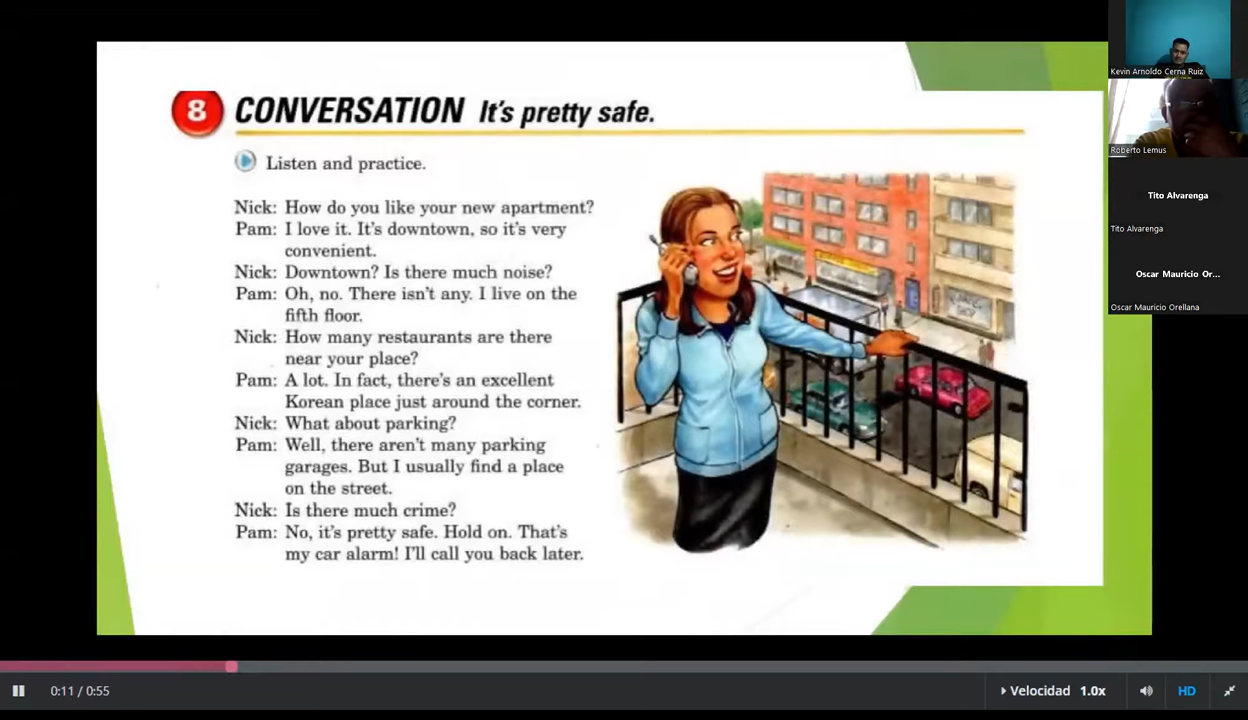 8 CONVERSATION It's pretty safe.
Listen and practice.
Nick: How do you like your new apartment?
Pam: I love it. It's downtown, so it's very
convenient.
Nick: Downtown? Is there much noise?
Pam: Oh, no. There isn't any. I live on the
fifth floor.
Nick: How many restaurants are there
near your place?
Pam: A lot. In fact, there's an excellent
Korean place just around the corner.
Nick: What about parking?
Pam: Well, there aren't many parking
garages. But I usually find a place
on the street.
Nick: Is there much crime?
Pam: No, it's pretty safe. Hold on. That's
my car alarm! I'll call you back later.
Kevin Arnoldo Cerna Ruiz
Roberto Lemus
Tito Alvarenga
Tito Alvarenga
Oscar Mauricio Or...
Oscar Mauricio Orellana
0:11 / 0:55
Velocidad 1.0x
HD